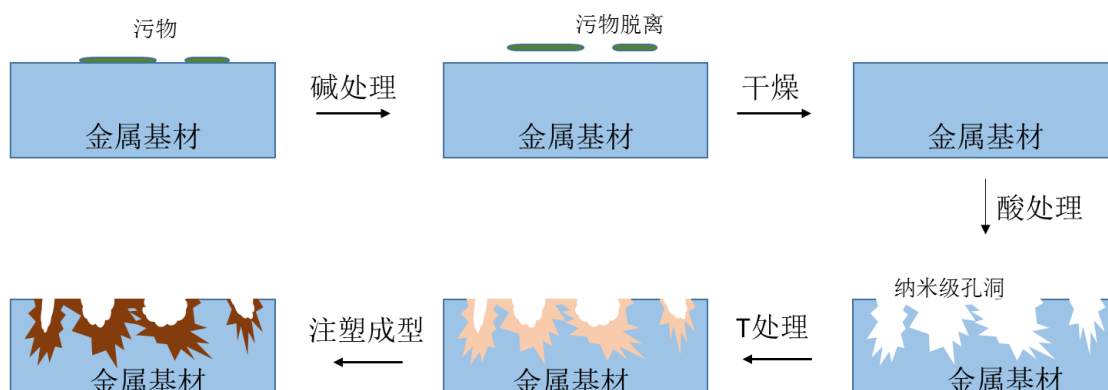 污物
污物脱离
碱处理
干燥
金属基材
金属基材
金属基材
酸处理
纳米级孔洞
注塑成型
T处理
金属基材
金属基材
金属基材